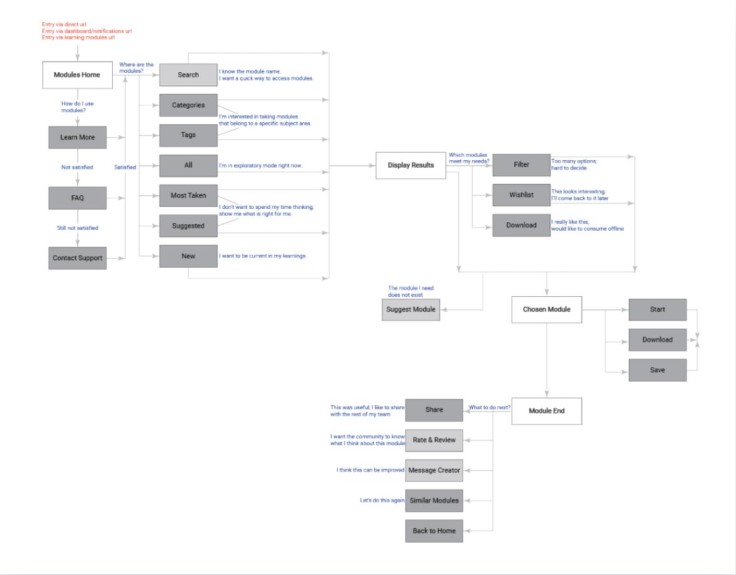 Entry via direct url
Entry via dashboard/notifications url
Entry via learning modules url
Modules Home
Where are the
modules?
How do I use
modules?
Learn More
Not satisfied
Satisfied
FAQ
Still not satisfied
Contact Support
Search
I know the module name,
I want a quick way to access modules.
Categories
I'm interested in taking modules
that belong to a specific subject area.
Tags
All
I'm in exploratory mode right now.
Most Taken
I don't want to spend my time thinking,
show me what is right for me.
Suggested
New
I want to be current in my learnings
Display Results
Which modules
meet my needs?
Filter
Too many options;
hard to decide.
Wishlist
This looks interesting;
I'll come back to it later
Download
I really like this;
would like to consume offline
The module I need
does not exist
Suggest Module
Chosen Module
Start
Download
Save
Module End
What to do next?
This was useful, I like to share
with the rest of my team
Share
I want the community to know
what I think about this module
Rate & Review
I think this can be improved
Message Creator
Let's do this again
Similar Modules
Back to Home